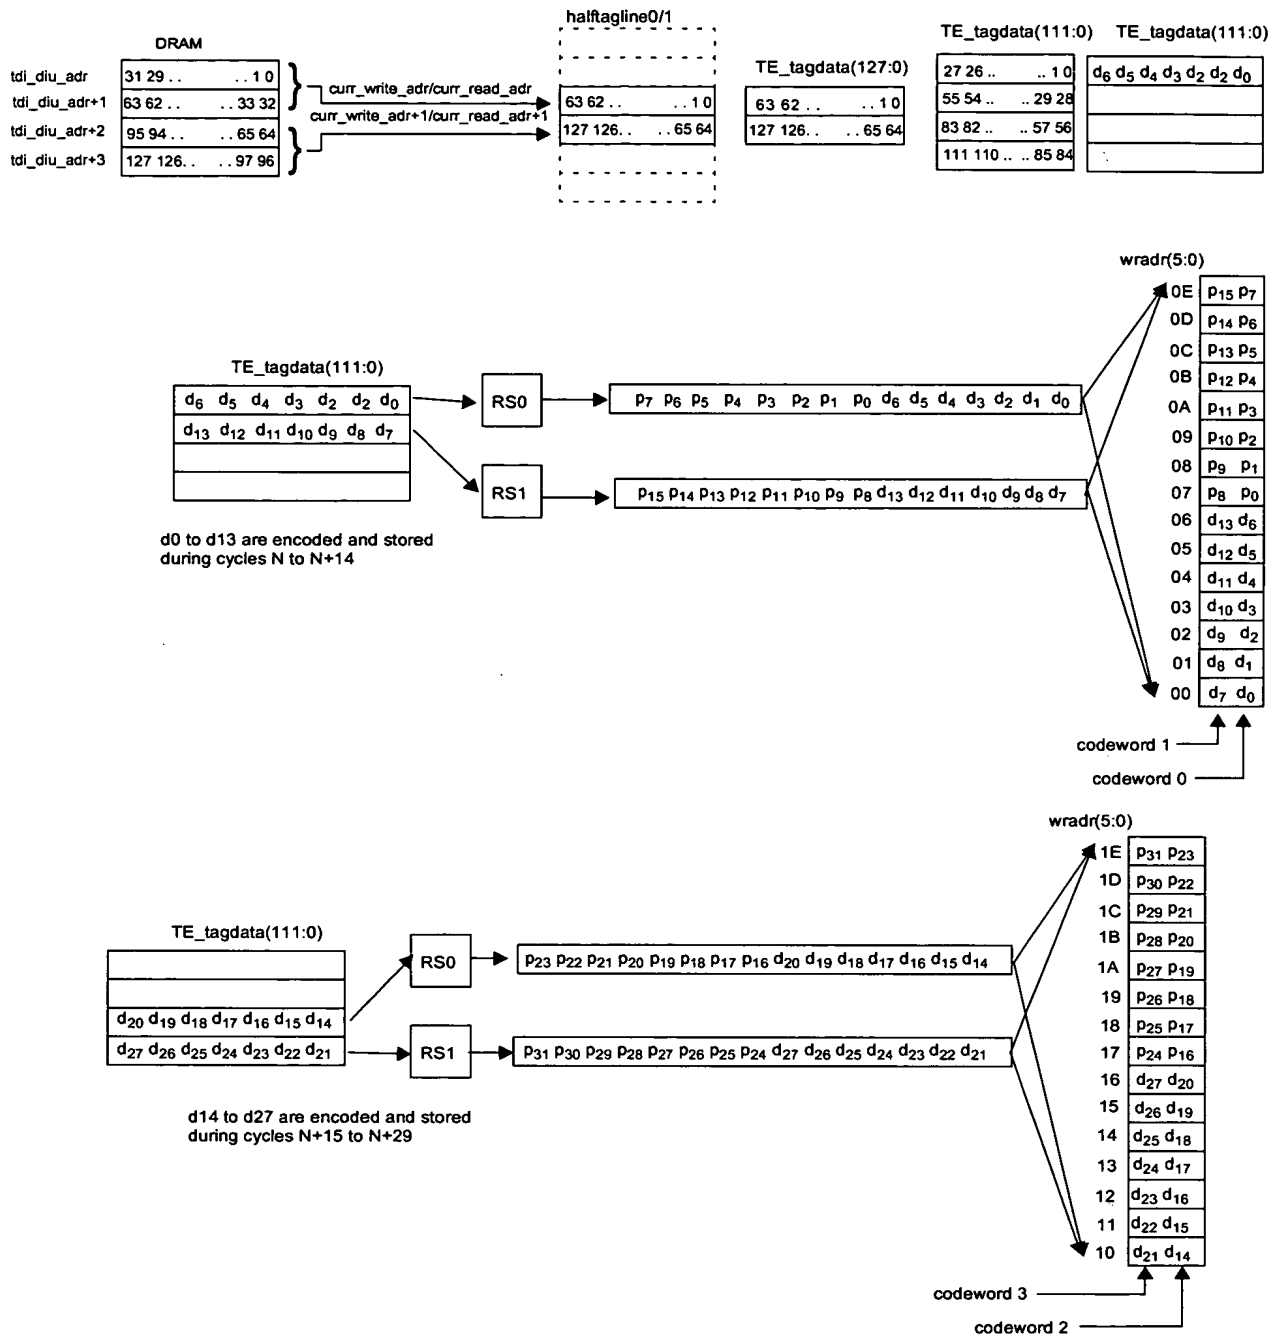 halftagline0/1
DRAM
TE_tagdata(111:0) TE_tagdata(111:0)
TE_tagdata(127:0)
tdi_diu_adr 31 29 . . . . 1 0
tdi_diu_adr+1 63 62 . . . . 33 32
tdi_diu_adr+2 95 94 . . . . 65 64
tdi_diu_adr+3 127 126. . . . 97 96
curr_write_adr/curr_read_adr
curr_write_adr+1/curr_read_adr+1
63 62 . . . . 1 0
127 126. . . . 65 64
63 62 . . . . 1 0
127 126. . . . 65 64
27 26 .. .. 1 0
55 54 .. .. 29 28
83 82 .. .. 57 56
111 110 .. .. 85 84
d6 d5 d4 d3 d2 d2 d0
wradr(5:0)
0E p15 p7
0D p14 p6
0C p13 p5
0B p12 p4
0A p11 p3
09 p10 p2
08 p9 p1
07 p8 p0
06 d13 d6
05 d12 d5
04 d11 d4
03 d10 d3
02 d9 d2
01 d8 d1
00 d7 d0
codeword 1
codeword 0
TE_tagdata(111:0)
d6 d5 d4 d3 d2 d2 d0
d13 d12 d11 d10 d9 d8 d7
RS0
RS1
p7 p6 p5 p4 p3 p2 p1 p0 d6 d5 d4 d3 d2 d1 d0
p15 p14 p13 p12 p11 p10 p9 p8 d13 d12 d11 d10 d9 d8 d7
d0 to d13 are encoded and stored
during cycles N to N+14
wradr(5:0)
1E p31 p23
1D p30 p22
1C p29 p21
1B p28 p20
1A p27 p19
19 p26 p18
18 p25 p17
17 p24 p16
16 d27 d20
15 d26 d19
14 d25 d18
13 d24 d17
12 d23 d16
11 d22 d15
10 d21 d14
codeword 3
codeword 2
TE_tagdata(111:0)
d20 d19 d18 d17 d16 d15 d14
d27 d26 d25 d24 d23 d22 d21
RS0
RS1
p23 p22 p21 p20 p19 p18 p17 p16 d20 d19 d18 d17 d16 d15 d14
p31 p30 p29 p28 p27 p26 p25 p24 d27 d26 d25 d24 d23 d22 d21
d14 to d27 are encoded and stored
during cycles N+15 to N+29